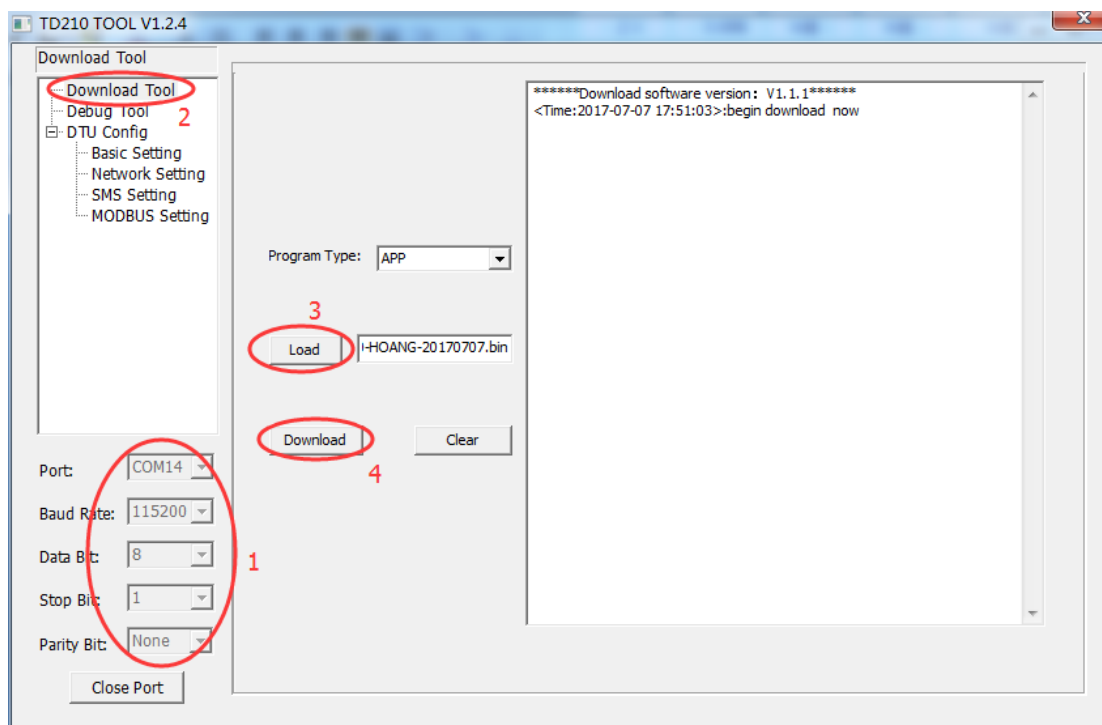 TD210 TOOL V1.2.4
Download Tool
Download Tool
2
Debug Tool
DTU Config
Basic Setting
Network Setting
SMS Setting
MODBUS Setting
******Download software version: V1.1.1******
<Time:2017-07-07 17:51:03>:begin download now
Program Type: APP
3
Load -HOANG-20170707.bin
Download Clear
4
Port: COM14
Baud Rate: 115200
Data Bit: 8
1
Stop Bit: 1
Parity Bit: None
Close Port